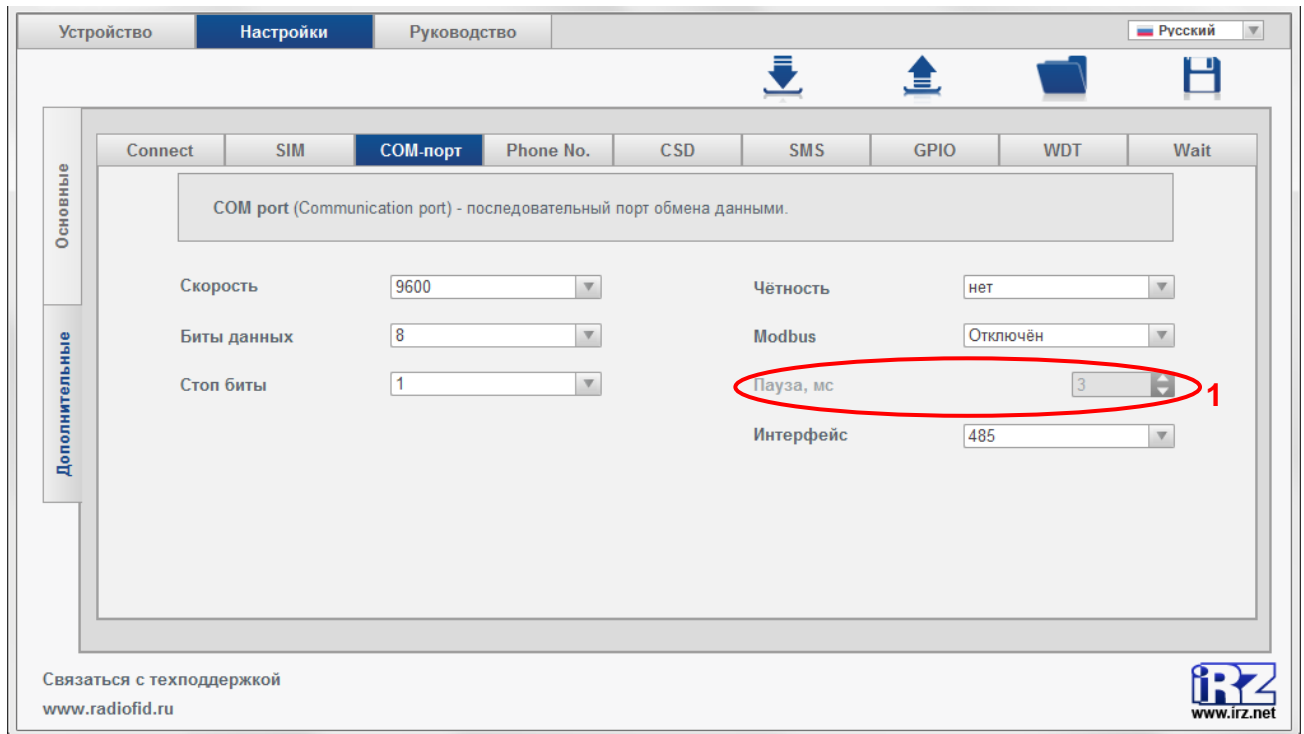 Устройство Настройки Руководство Русский
Connect SIM COM-порт Phone No. CSD SMS GPIO WDT Wait
Основные
Дополнительные
COM port (Communication port) - последовательный порт обмена данными.
Скорость 9600 Чётность нет
Биты данных 8 Modbus Отключён
Стоп биты 1 Пауза, мс 3 1
Интерфейс 485
Связаться с техподдержкой
www.radiofid.ru
iRZ
www.irz.net